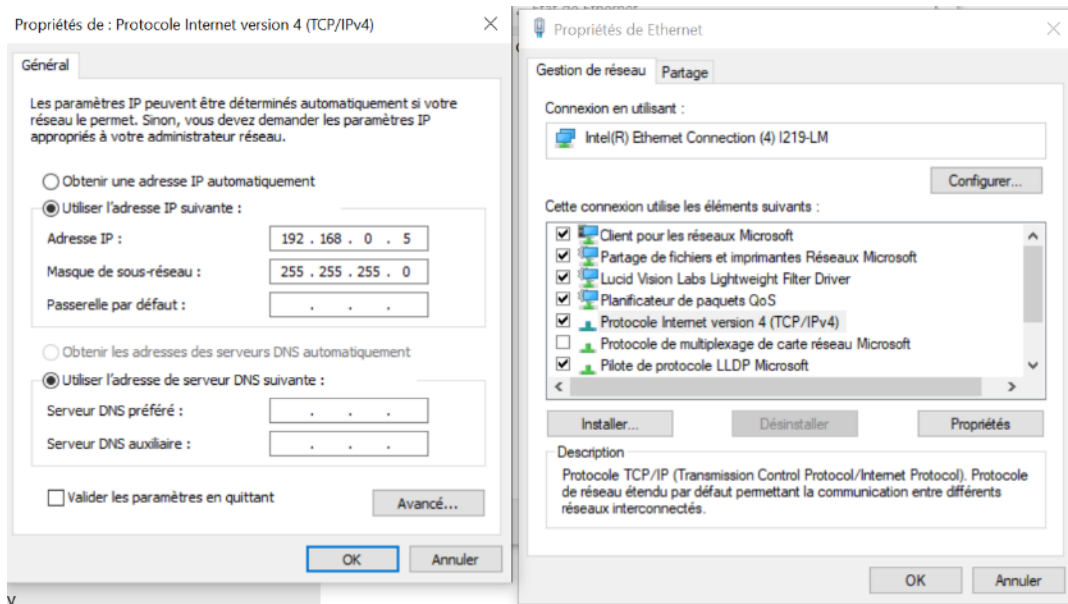 Propriétés de : Protocole Internet version 4 (TCP/IPv4)
Général
Les paramètres IP peuvent être déterminés automatiquement si votre
réseau le permet. Sinon, vous devez demander les paramètres IP
appropriés à votre administrateur réseau.
Obtenir une adresse IP automatiquement
Utiliser l'adresse IP suivante :
Adresse IP : 192 . 168 . 0 . 5
Masque de sous-réseau : 255 . 255 . 255 . 0
Passerelle par défaut : . . .
Obtenir les adresses des serveurs DNS automatiquement
Utiliser l'adresse de serveur DNS suivante :
Serveur DNS préféré : . . .
Serveur DNS auxiliaire : . . .
Valider les paramètres en quittant
Avancé...
OK Annuler
Propriétés de Ethernet
Gestion de réseau Partage
Connexion en utilisant :
Intel(R) Ethernet Connection (4) I219-LM
Configurer...
Cette connexion utilise les éléments suivants :
Client pour les réseaux Microsoft
Partage de fichiers et imprimantes Réseaux Microsoft
Lucid Vision Labs Lightweight Filter Driver
Planificateur de paquets QoS
Protocole Internet version 4 (TCP/IPv4)
Protocole de multiplexage de carte réseau Microsoft
Pilote de protocole LLDP Microsoft
Installer... Désinstaller Propriétés
Description
Protocole TCP/IP (Transmission Control Protocol/Internet Protocol). Protocole
de réseau étendu par défaut permettant la communication entre différents
réseaux interconnectés.
OK Annuler